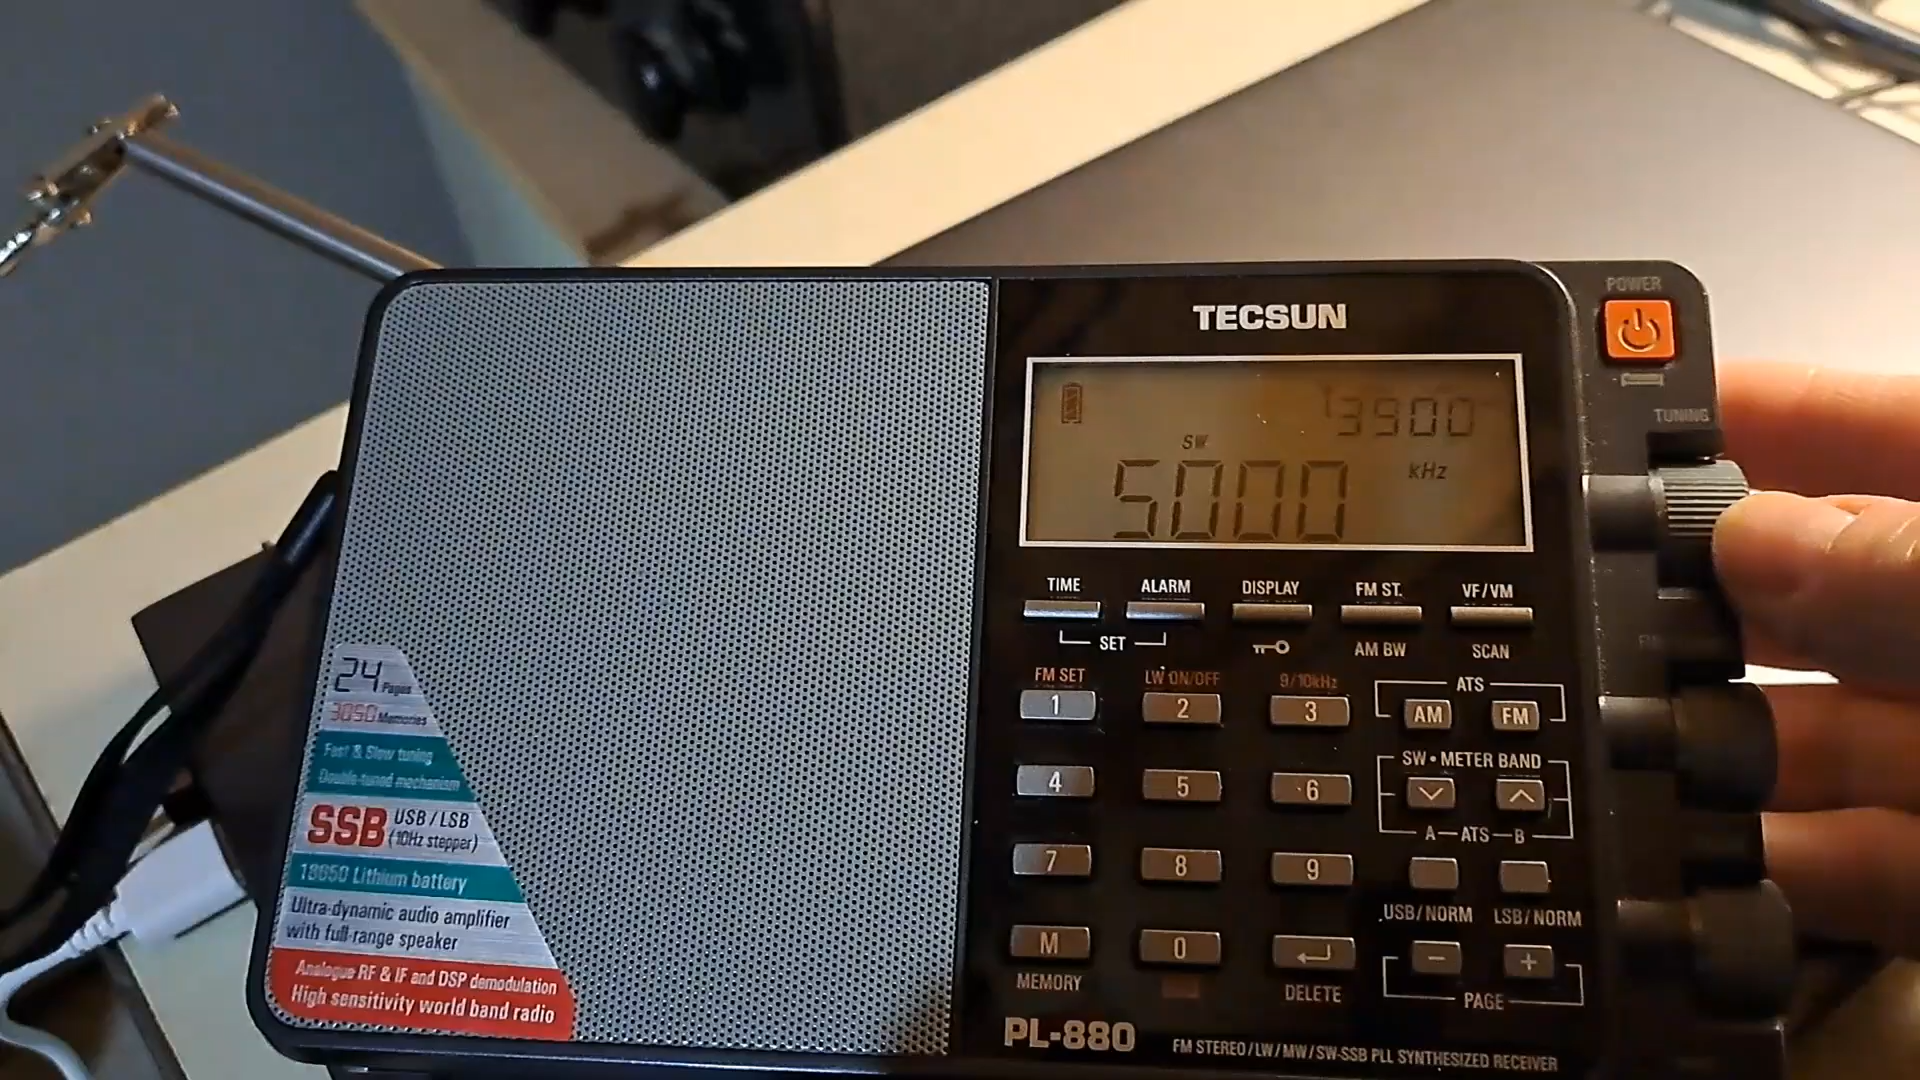 POWER
TECSUN
TUNING
SW
5000
kHz
TIME
ALARM
DISPLAY
FM ST.
VF/VM
SET
AM BW
SCAN
FM SET
LW ON/OFF
9/10kHz
ATS
1
2
3
AM
FM
SW • METER BAND
4
5
6
A—ATS—B
7
8
9
USB/NORM
LSB/NORM
M
0
−
+
MEMORY
DELETE
PAGE
PL-880
FM STEREO/LW/MW/SW-SSB PLL SYNTHESIZED RECEIVER
24 Pages
3050 Memories
Fast & Slow tuning
Double-tuned mechanism
SSB USB / LSB
(10Hz stepper)
18650 Lithium battery
Ultra-dynamic audio amplifier
with full-range speaker
Analogue RF & IF and DSP demodulation
High sensitivity world band radio